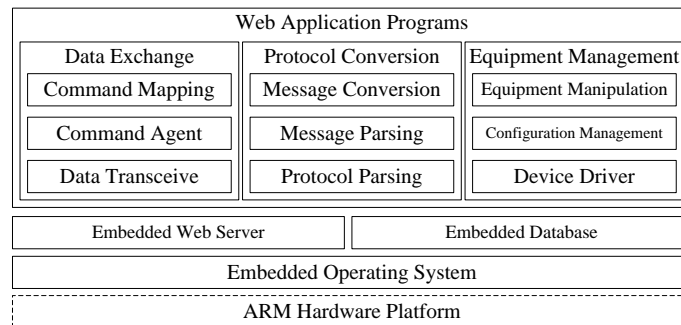 Web Application Programs
Data Exchange
Command Mapping
Command Agent
Data Transceive
Protocol Conversion
Message Conversion
Message Parsing
Protocol Parsing
Equipment Management
Equipment Manipulation
Configuration Management
Device Driver
Embedded Web Server
Embedded Database
Embedded Operating System
ARM Hardware Platform